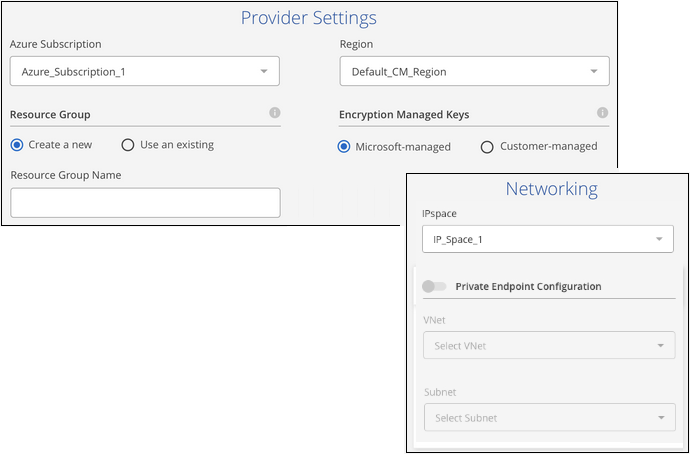 Provider Settings
Azure Subscription
Region
Azure_Subscription_1
Default_CM_Region
Resource Group
Encryption Managed Keys
Create a new
Use an existing
Microsoft-managed
Customer-managed
Resource Group Name
Networking
IPspace
IP_Space_1
Private Endpoint Configuration
VNet
Select VNet
Subnet
Select Subnet